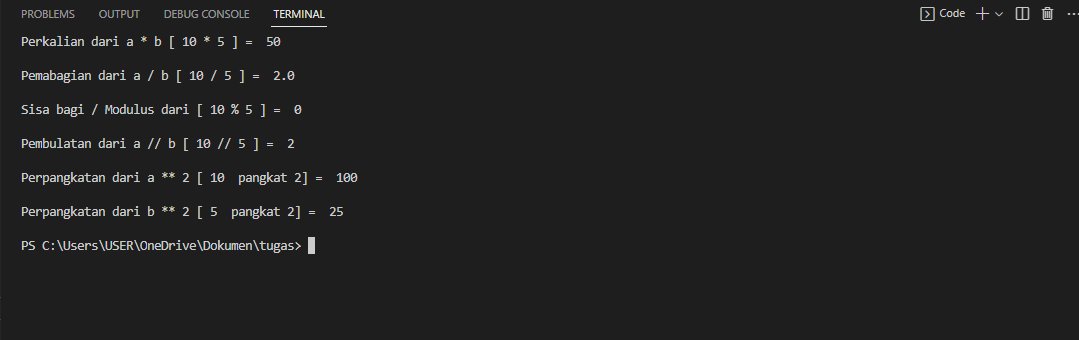 PROBLEMS OUTPUT DEBUG CONSOLE TERMINAL Code
Perkalian dari a * b [ 10 * 5 ] =  50
Pemabagian dari a / b [ 10 / 5 ] =  2.0
Sisa bagi / Modulus dari [ 10 % 5 ] =  0
Pembulatan dari a // b [ 10 // 5 ] =  2
Perpangkatan dari a ** 2 [ 10  pangkat 2] =  100
Perpangkatan dari b ** 2 [ 5  pangkat 2] =  25
PS C:\Users\USER\OneDrive\Dokumen\tugas>